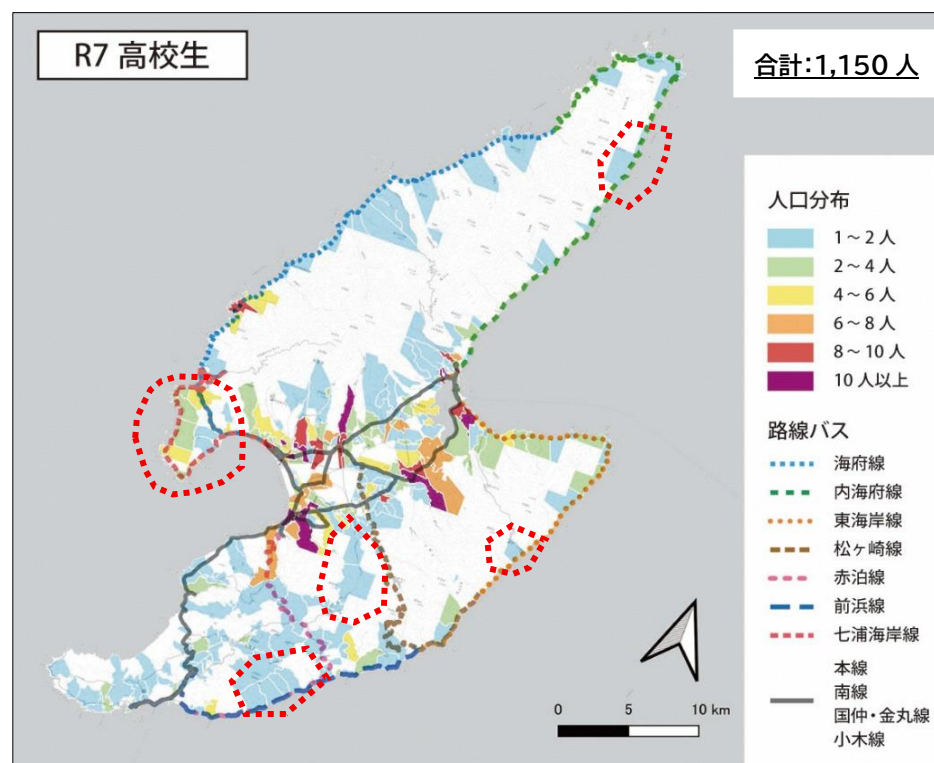 R7 高校生
合計:1,150 人
人口分布
1～2 人
2～4 人
4～6 人
6～8 人
8～10 人
10 人以上
路線バス
海府線
内海府線
東海岸線
松ヶ崎線
赤泊線
前浜線
七浦海岸線
本線
南線
国仲・金丸線
小木線
0 5 10 km